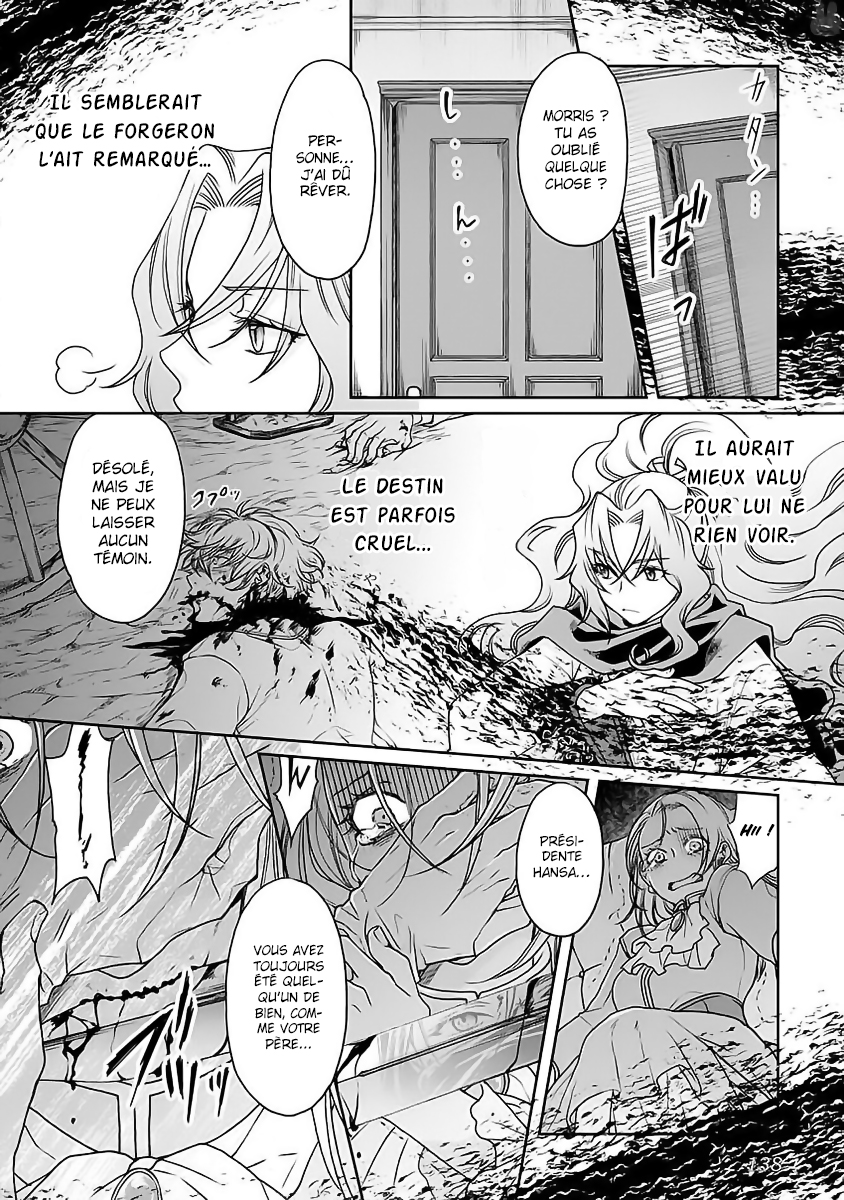 カタン…
ばっ
MORRIS ?
TU AS
OUBLIÉ
QUELQUE
CHOSE ?
し…ん…
PER-
SONNE...
J'AI DÛ
RÊVER.
IL SEMBLERAIT
QUE LE FORGERON
L'AIT REMARQUÉ...
IL AURAIT
MIEUX VALU
POUR LUI NE
RIEN VOIR.
LE DESTIN
EST PARFOIS
CRUEL...
DÉSOLÉ,
MAIS JE
NE PEUX
LAISSER
AUCUN
TÉMOIN.
HII !
PRÉSI-
DENTE
HANSA...
VOUS AVEZ
TOUJOURS
ÉTÉ QUEL-
QU'UN DE
BIEN, COM-
ME VOTRE
PÈRE...
138